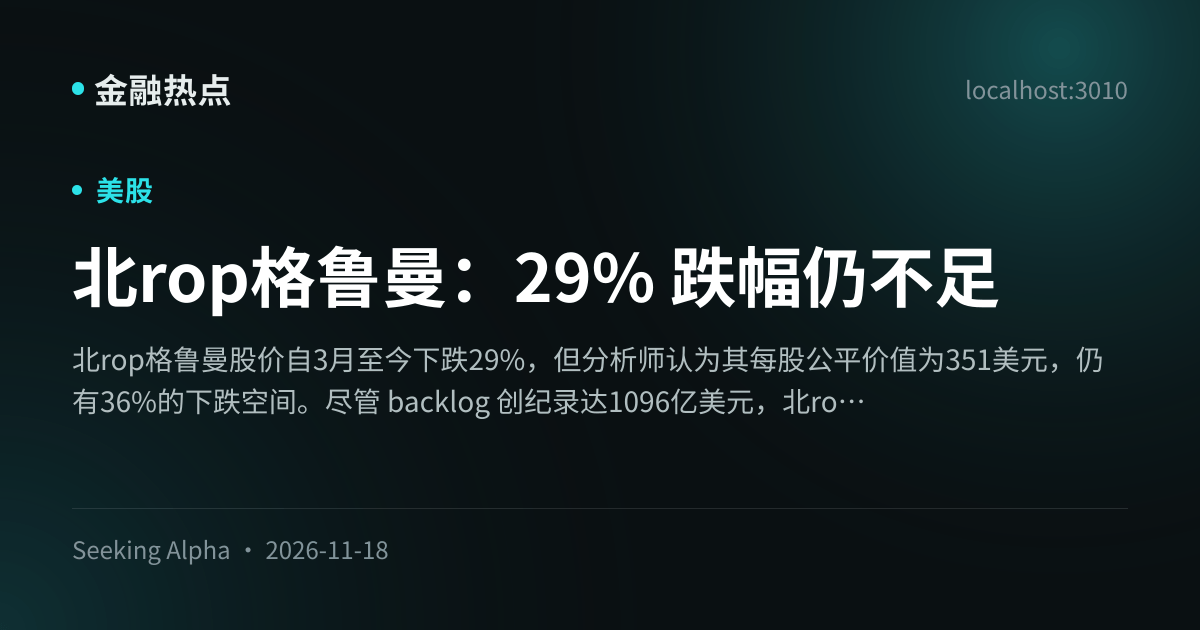 金融热点
localhost:3010
美股
北rop格鲁曼：29% 跌幅仍不足
北rop格鲁曼股价自3月至今下跌29%，但分析师认为其每股公平价值为351美元，仍
有36%的下跌空间。尽管 backlog 创纪录达1096亿美元，北ro…
Seeking Alpha · 2026-11-18